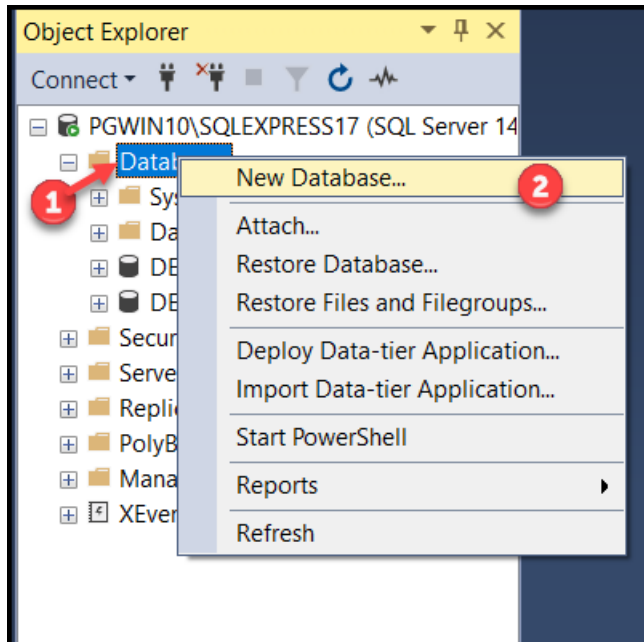 Object Explorer
Connect
PGWIN10\SQLEXPRESS17 (SQL Server 14
Datab
1
New Database...
2
Sys
Attach...
Da
Restore Database...
DE
Restore Files and Filegroups...
DE
Secur
Deploy Data-tier Application...
Serve
Import Data-tier Application...
Replic
Start PowerShell
PolyB
Reports
Mana
XEver
Refresh